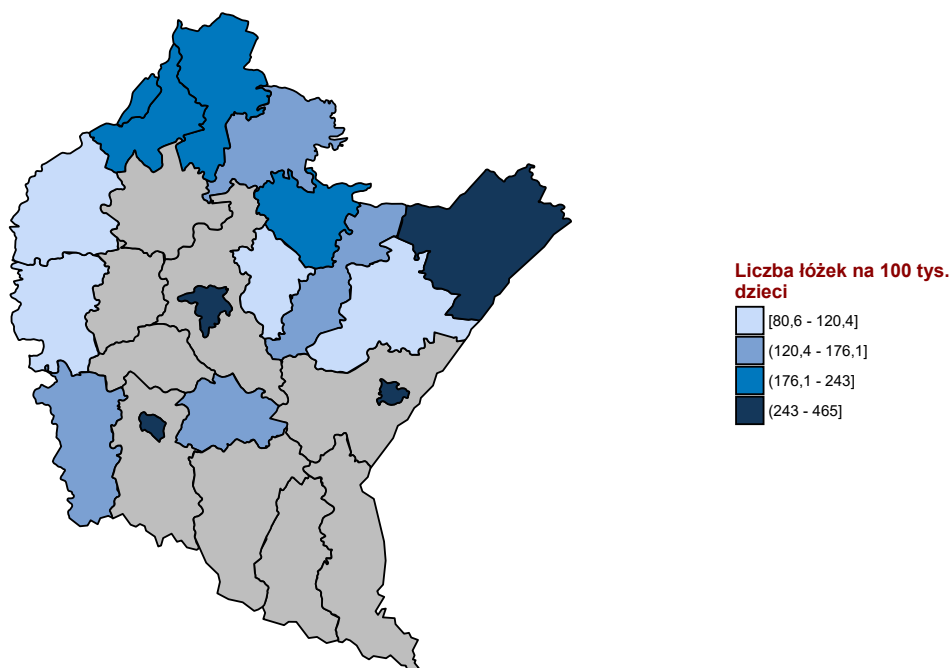 Liczba łóżek na 100 tys.
dzieci
[80,6 - 120,4]
(120,4 - 176,1]
(176,1 - 243]
(243 - 465]